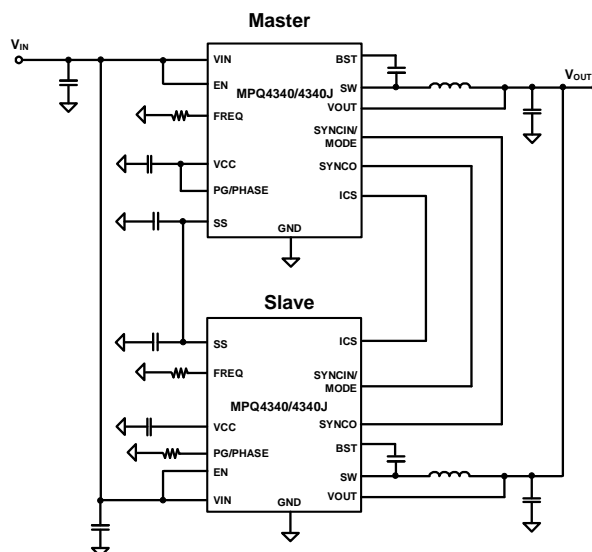 Master
VIN
VIN
EN
FREQ
VCC
PG/PHASE
SS
MPQ4340/4340J
BST
SW
VOUT
SYNCIN/
MODE
SYNCO
ICS
GND
VOUT
Slave
SS
FREQ
VCC
PG/PHASE
EN
VIN
MPQ4340/4340J
ICS
SYNCIN/
MODE
SYNCO
BST
SW
VOUT
GND